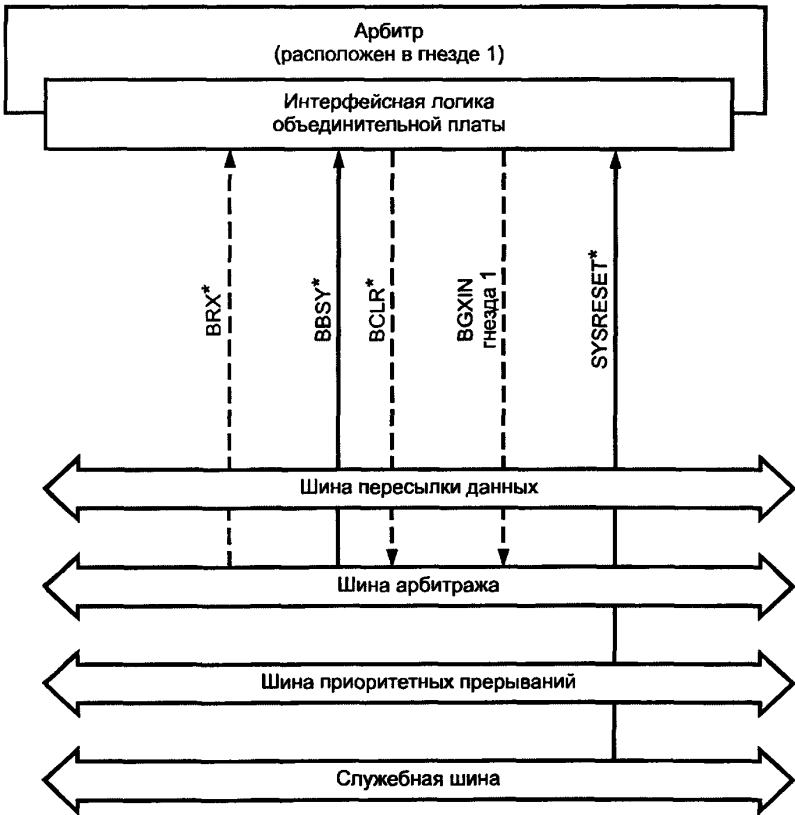 Арбитр
(расположен в гнезде 1)
Интерфейсная логика
объединительной платы
BRX*
BBSY*
BCLR*
BGXIN
гнезда 1
SYSRESET*
Шина пересылки данных
Шина арбитража
Шина приоритетных прерываний
Служебная шина